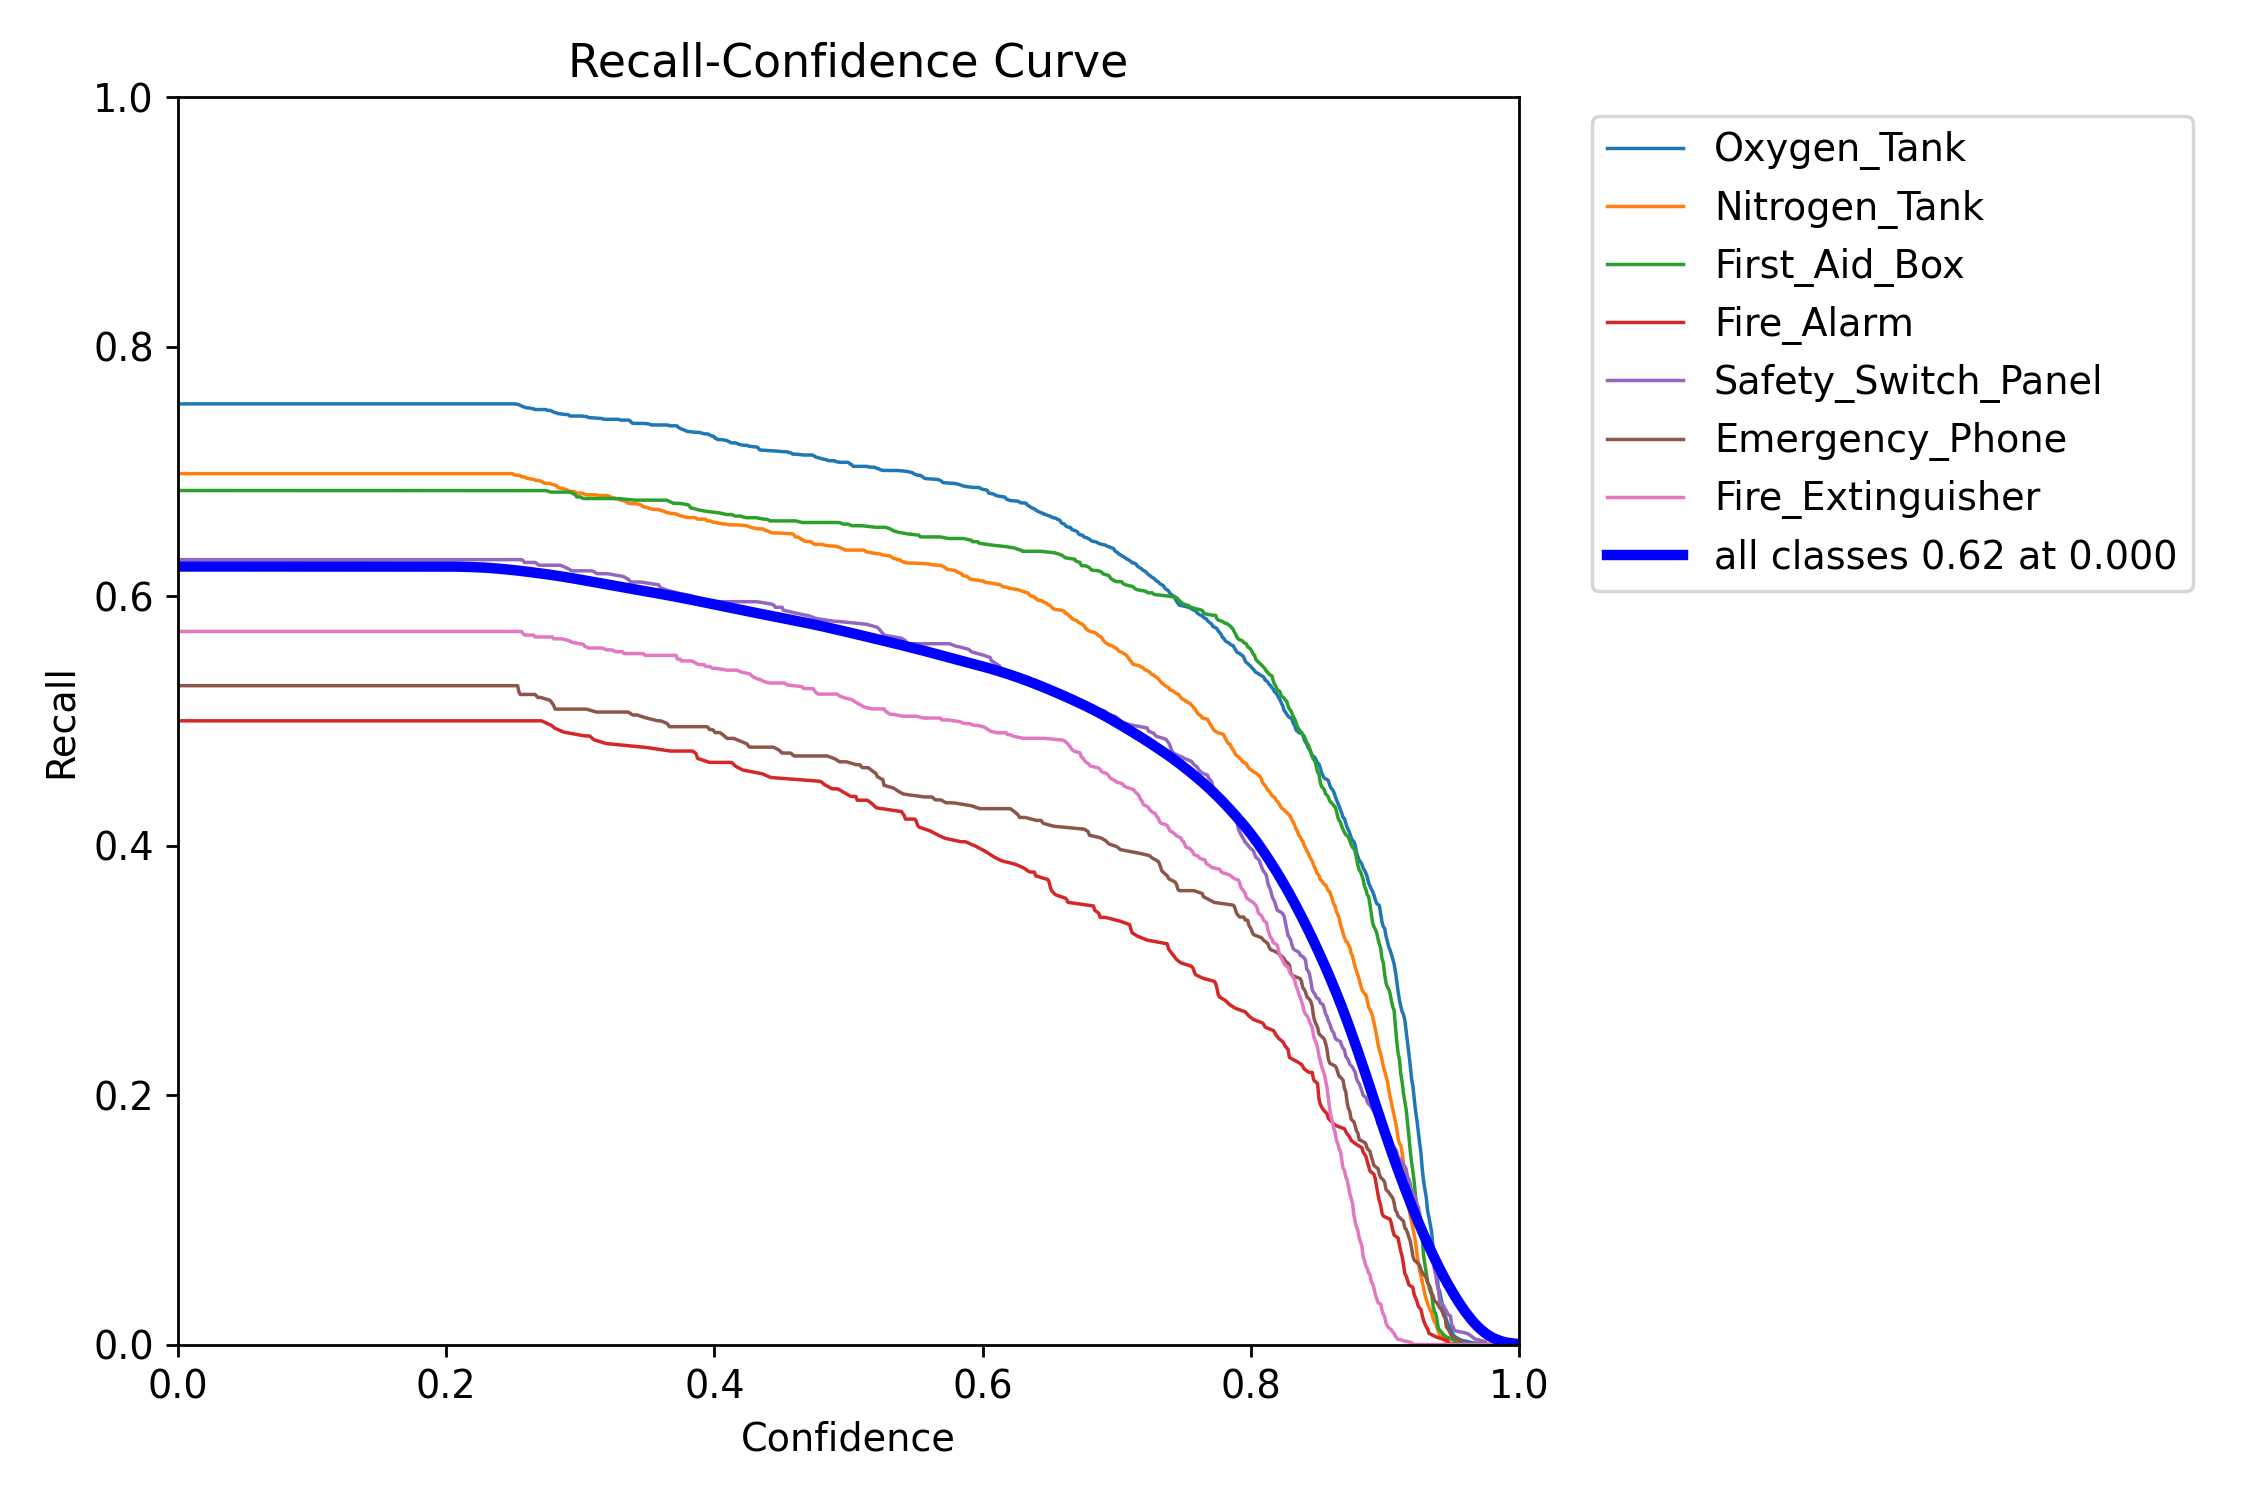 Recall-Confidence Curve
1.0
0.8
0.6
0.4
0.2
0.0
Recall
0.0 0.2 0.4 0.6 0.8 1.0
Confidence
Oxygen_Tank
Nitrogen_Tank
First_Aid_Box
Fire_Alarm
Safety_Switch_Panel
Emergency_Phone
Fire_Extinguisher
all classes 0.62 at 0.000